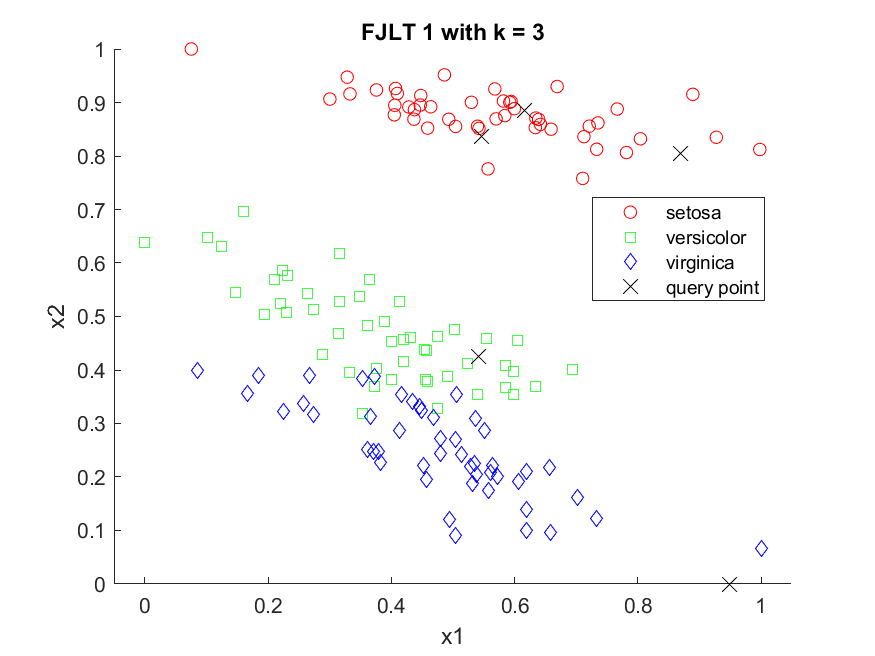 FJLT 1 with k = 3
1
0.9
0.8
0.7
0.6
0.5
0.4
0.3
0.2
0.1
0
x2
setosa
versicolor
virginica
query point
0 0.2 0.4 0.6 0.8 1
x1